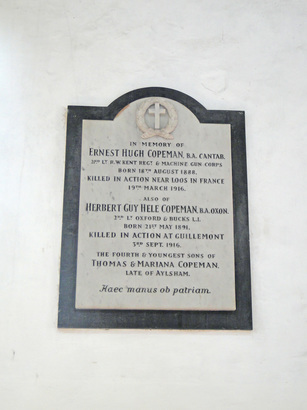 IN MEMORY OF
ERNEST HUGH COPEMAN, B.A. CANTAB.
2ND LT. R.W. KENT REGT. & MACHINE GUN CORPS
BORN 18TH AUGUST 1888.
KILLED IN ACTION NEAR LOOS IN FRANCE
19TH MARCH 1916.
ALSO OF
HERBERT GUY HELE COPEMAN, B.A. OXON.
2ND LT. OXFORD & BUCKS L.I.
BORN 21ST MAY 1891.
KILLED IN ACTION AT GUILLEMONT
3RD SEPT. 1916.
THE FOURTH & YOUNGEST SONS OF
THOMAS & MARIANA COPEMAN,
LATE OF AYLSHAM.
Haec manus ob patriam.